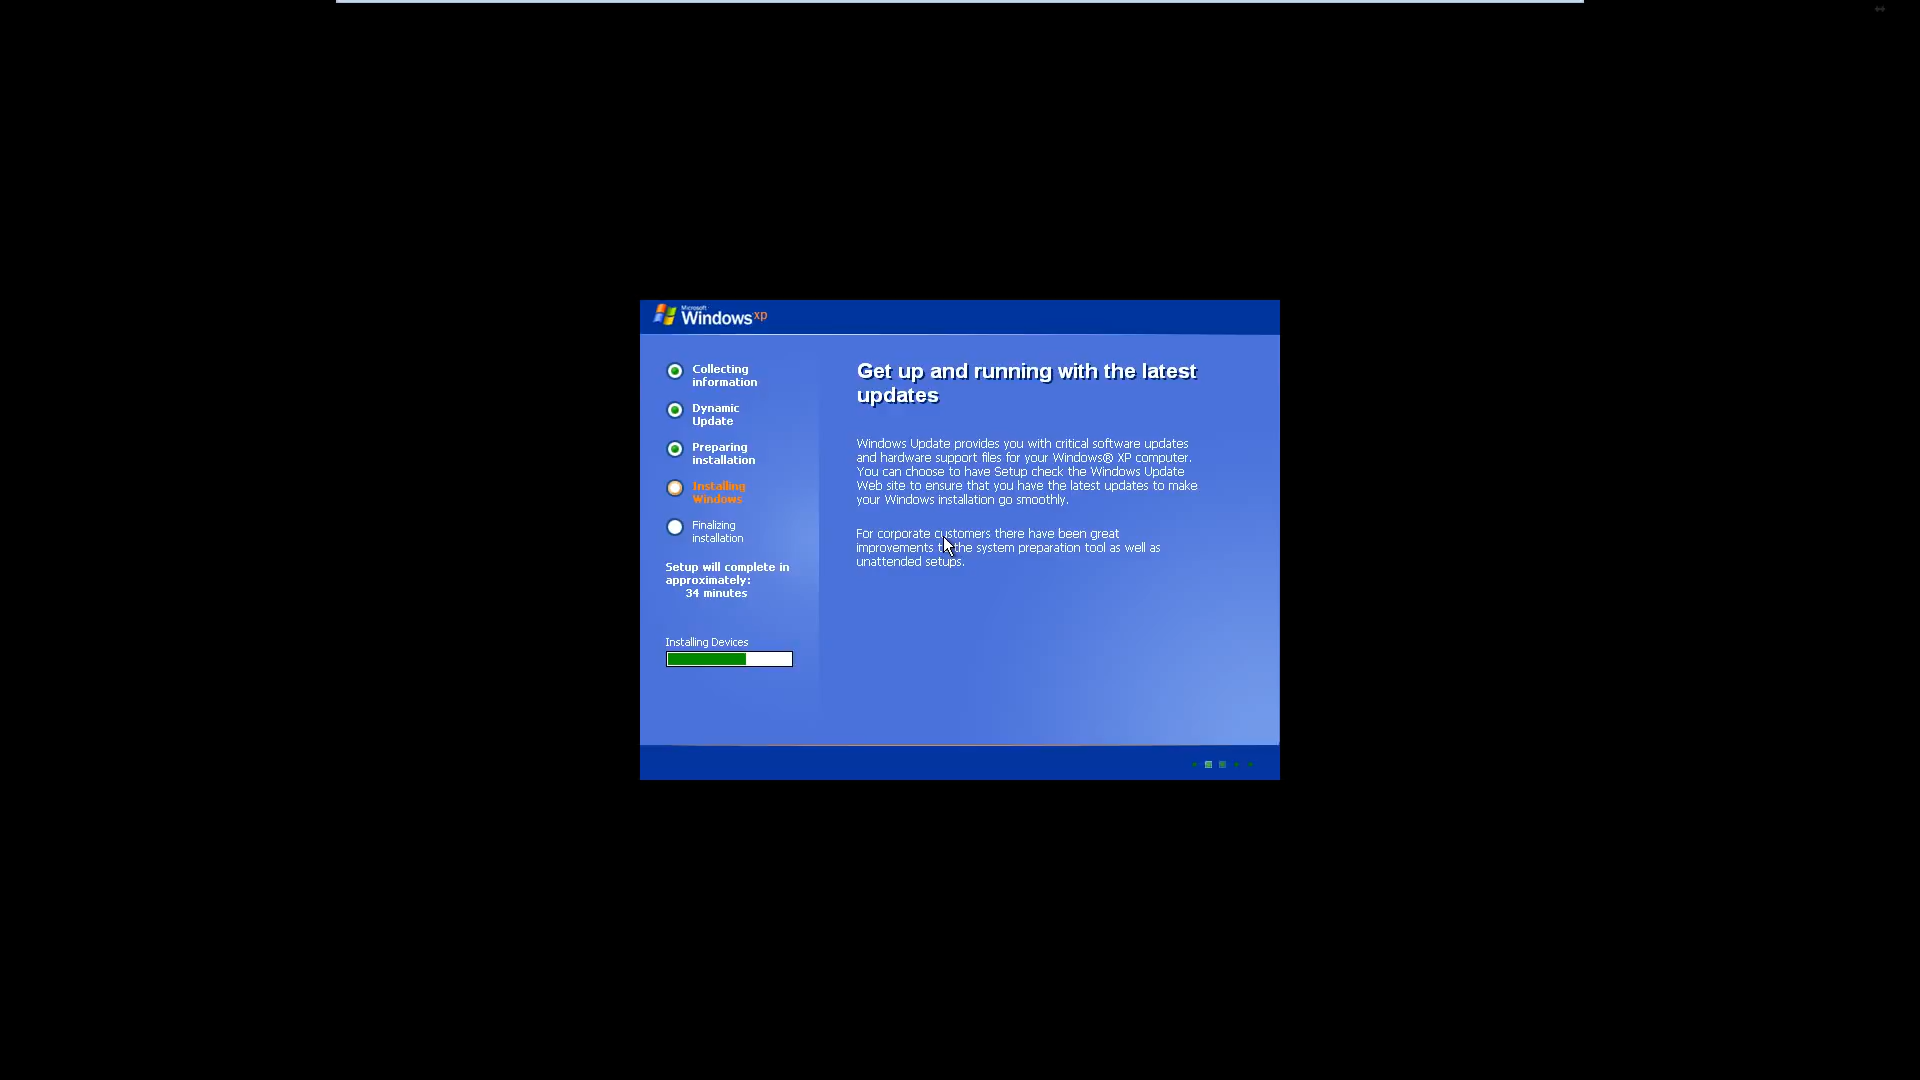 Microsoft
Windows xp
Collecting
information
Dynamic
Update
Preparing
installation
Installing
Windows
Finalizing
installation
Setup will complete in
approximately:
34 minutes
Installing Devices
Get up and running with the latest
updates
Windows Update provides you with critical software updates
and hardware support files for your Windows® XP computer.
You can choose to have Setup check the Windows Update
Web site to ensure that you have the latest updates to make
your Windows installation go smoothly.
For corporate customers there have been great
improvements to the system preparation tool as well as
unattended setups.